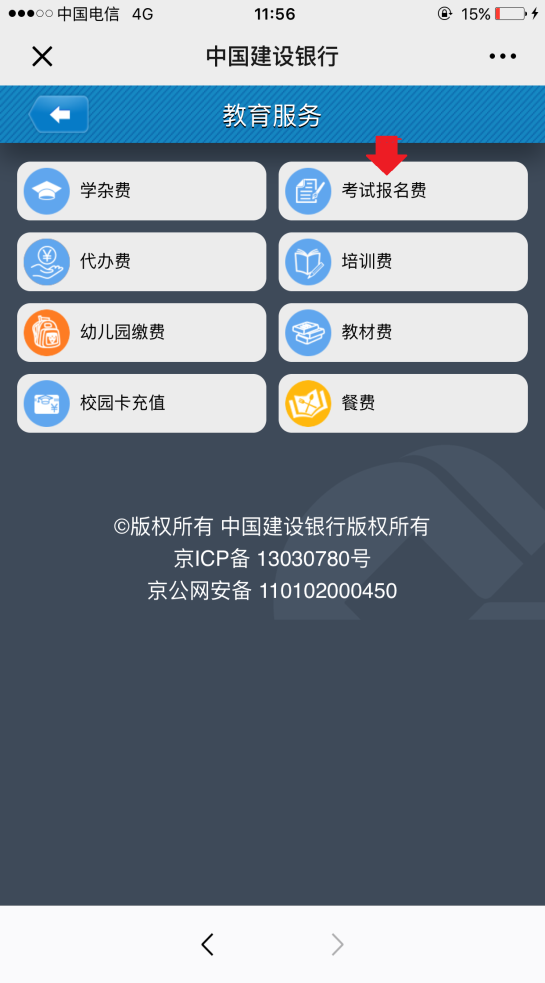 中国电信 4G 11:56 15%
中国建设银行
教育服务
学杂费 考试报名费
代办费 培训费
幼儿园缴费 教材费
校园卡充值 餐费
©版权所有 中国建设银行版权所有
京ICP备 13030780号
京公网安备 110102000450